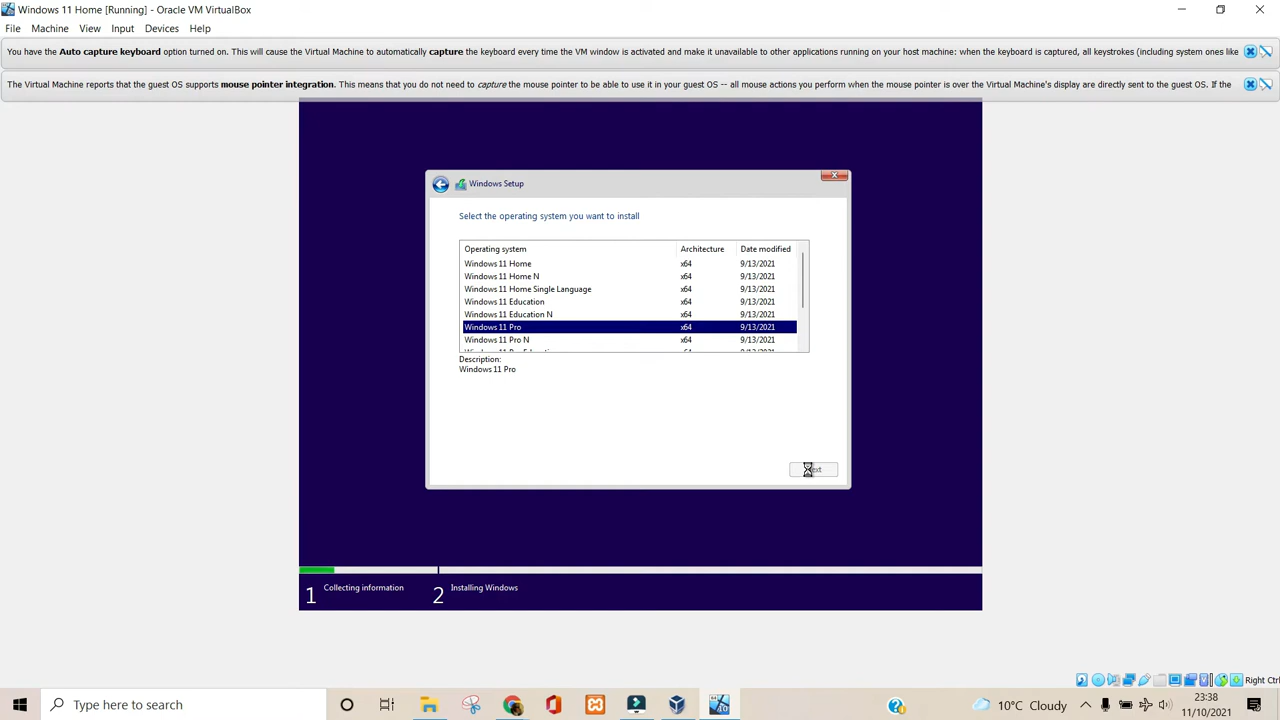 Windows 11 Home [Running] - Oracle VM VirtualBox
File Machine View Input Devices Help
You have the Auto capture keyboard option turned on. This will cause the Virtual Machine to automatically capture the keyboard every time the VM window is activated and make it unavailable to other applications running on your host machine: when the keyboard is captured, all keystrokes (including system ones like
The Virtual Machine reports that the guest OS supports mouse pointer integration. This means that you do not need to capture the mouse pointer to be able to use it in your guest OS -- all mouse actions you perform when the mouse pointer is over the Virtual Machine's display are directly sent to the guest OS. If the
Windows Setup
Select the operating system you want to install
Operating system Architecture Date modified
Windows 11 Home x64 9/13/2021
Windows 11 Home N x64 9/13/2021
Windows 11 Home Single Language x64 9/13/2021
Windows 11 Education x64 9/13/2021
Windows 11 Education N x64 9/13/2021
Windows 11 Pro x64 9/13/2021
Windows 11 Pro N x64 9/13/2021
Description:
Windows 11 Pro
1 Collecting information 2 Installing Windows
Right Ctrl
Type here to search
10°C Cloudy
23:38
11/10/2021